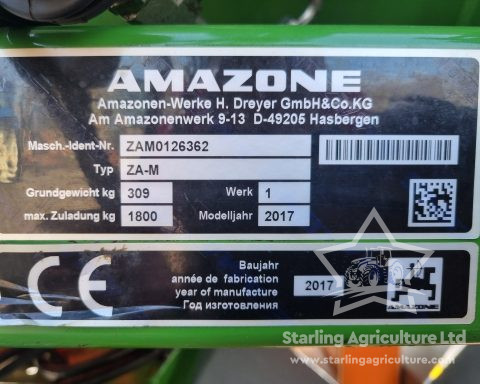 AMAZONE
Amazonen-Werke H. Dreyer GmbH&Co.KG
Am Amazonenwerk 9-13 D-49205 Hasbergen
Masch.-Ident-Nr. ZAM0126362
Typ ZA-M
Grundgewicht kg 309 Werk 1
max. Zuladung kg 1800 Modelljahr 2017
CE
Baujahr
année de fabrication
year of manufacture
Год изготовления
2017
AMAZONE
Starling Agriculture Ltd
www.starlingagriculture.com